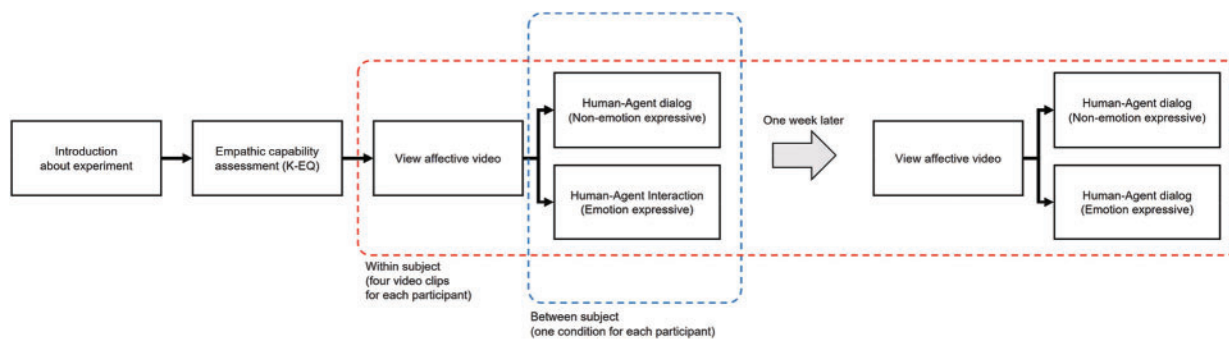 Introduction
about experiment
Empathic capability
assessment (K-EQ)
View affective video
Human-Agent dialog
(Non-emotion expressive)
Human-Agent Interaction
(Emotion expressive)
One week later
View affective video
Human-Agent dialog
(Non-emotion expressive)
Human-Agent dialog
(Emotion expressive)
Within subject
(four video clips
for each participant)
Between subject
(one condition for each participant)